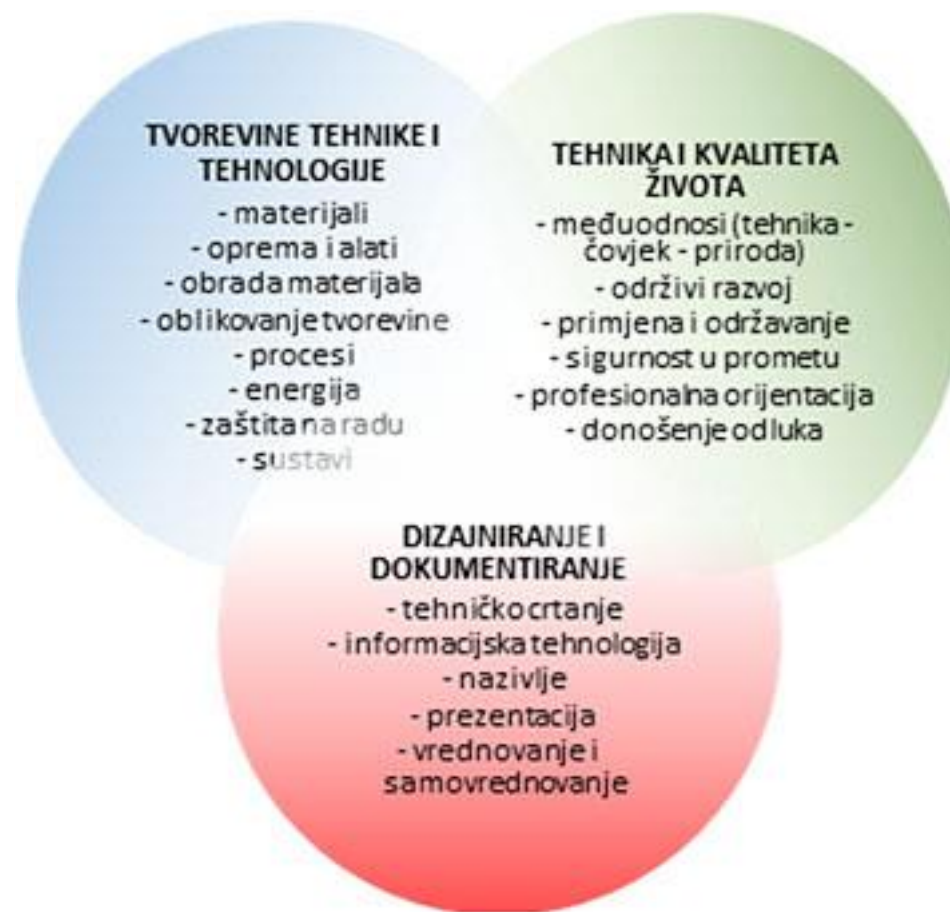 TVOREVINE TEHNIKE I
TEHNOLOGIJE
- materijali
- oprema i alati
- obrada materijala
- oblikovanje tvorevine
- procesi
- energija
- zaštita na radu
- sustavi
TEHNIKA I KVALITETA
ŽIVOTA
- međuodnosi (tehnika -
čovjek - priroda)
- održivi razvoj
- primjena i održavanje
- sigurnost u prometu
- profesionalna orijentacija
- donošenje odluka
DIZAJNIRANJE I
DOKUMENTIRANJE
- tehničko crtanje
- informacijska tehnologija
- nazivlje
- prezentacija
- vrednovanje i
samovrednovanje